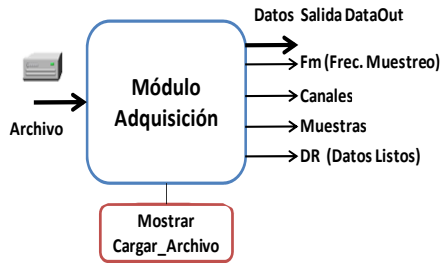 Datos Salida DataOut
Módulo
Adquisición
Archivo
Fm (Frec. Muestreo)
Canales
Muestras
DR (Datos Listos)
Mostrar
Cargar_Archivo